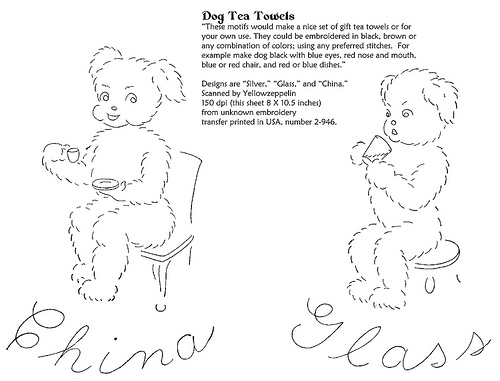 Dog Tea Towels
"These motifs would make a nice set of gift tea towels or for
your own use. They could be embroidered in black, brown or
any combination of colors; using any preferred stitches. For
example make dog black with blue eyes, red nose and mouth,
blue or red chair, and red or blue dishes."
Designs are "Silver," "Glass," and "China."
Scanned by Yellowzeppelin
150 dpi (this sheet 8 X 10.5 inches)
from unknown embroidery
transfer printed in USA, number 2-946.
China
Glass